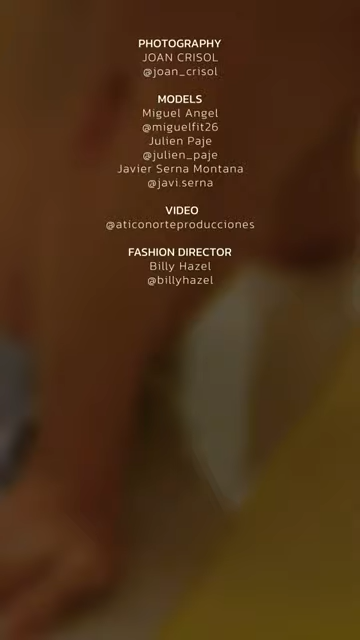 PHOTOGRAPHY
JOAN CRISOL
@joan_crisol
MODELS
Miguel Angel
@miguelfit26
Julien Paje
@julien_paje
Javier Serna Montana
@javi.serna
VIDEO
@aticonorteproducciones
FASHION DIRECTOR
Billy Hazel
@billyhazel